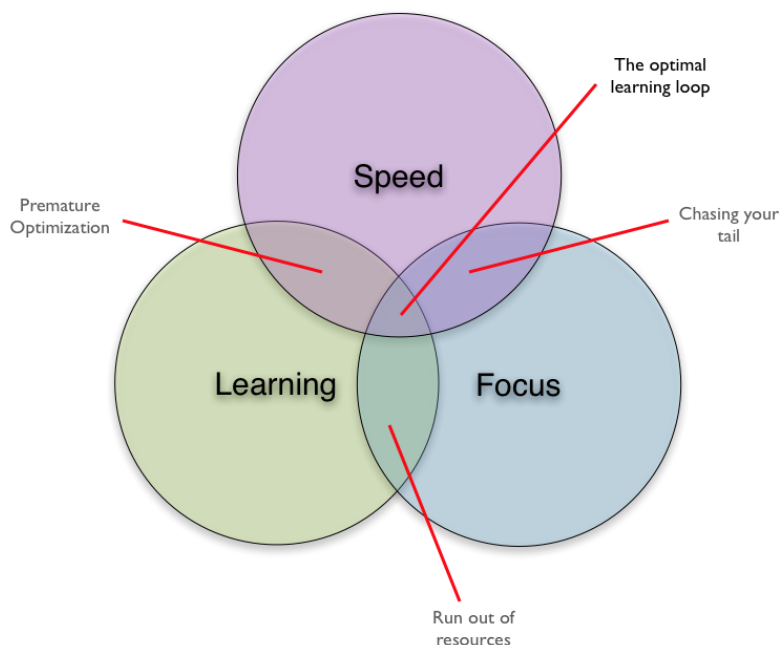 The optimal
learning loop
Speed
Premature
Optimization
Chasing your
tail
Learning
Focus
Run out of
resources